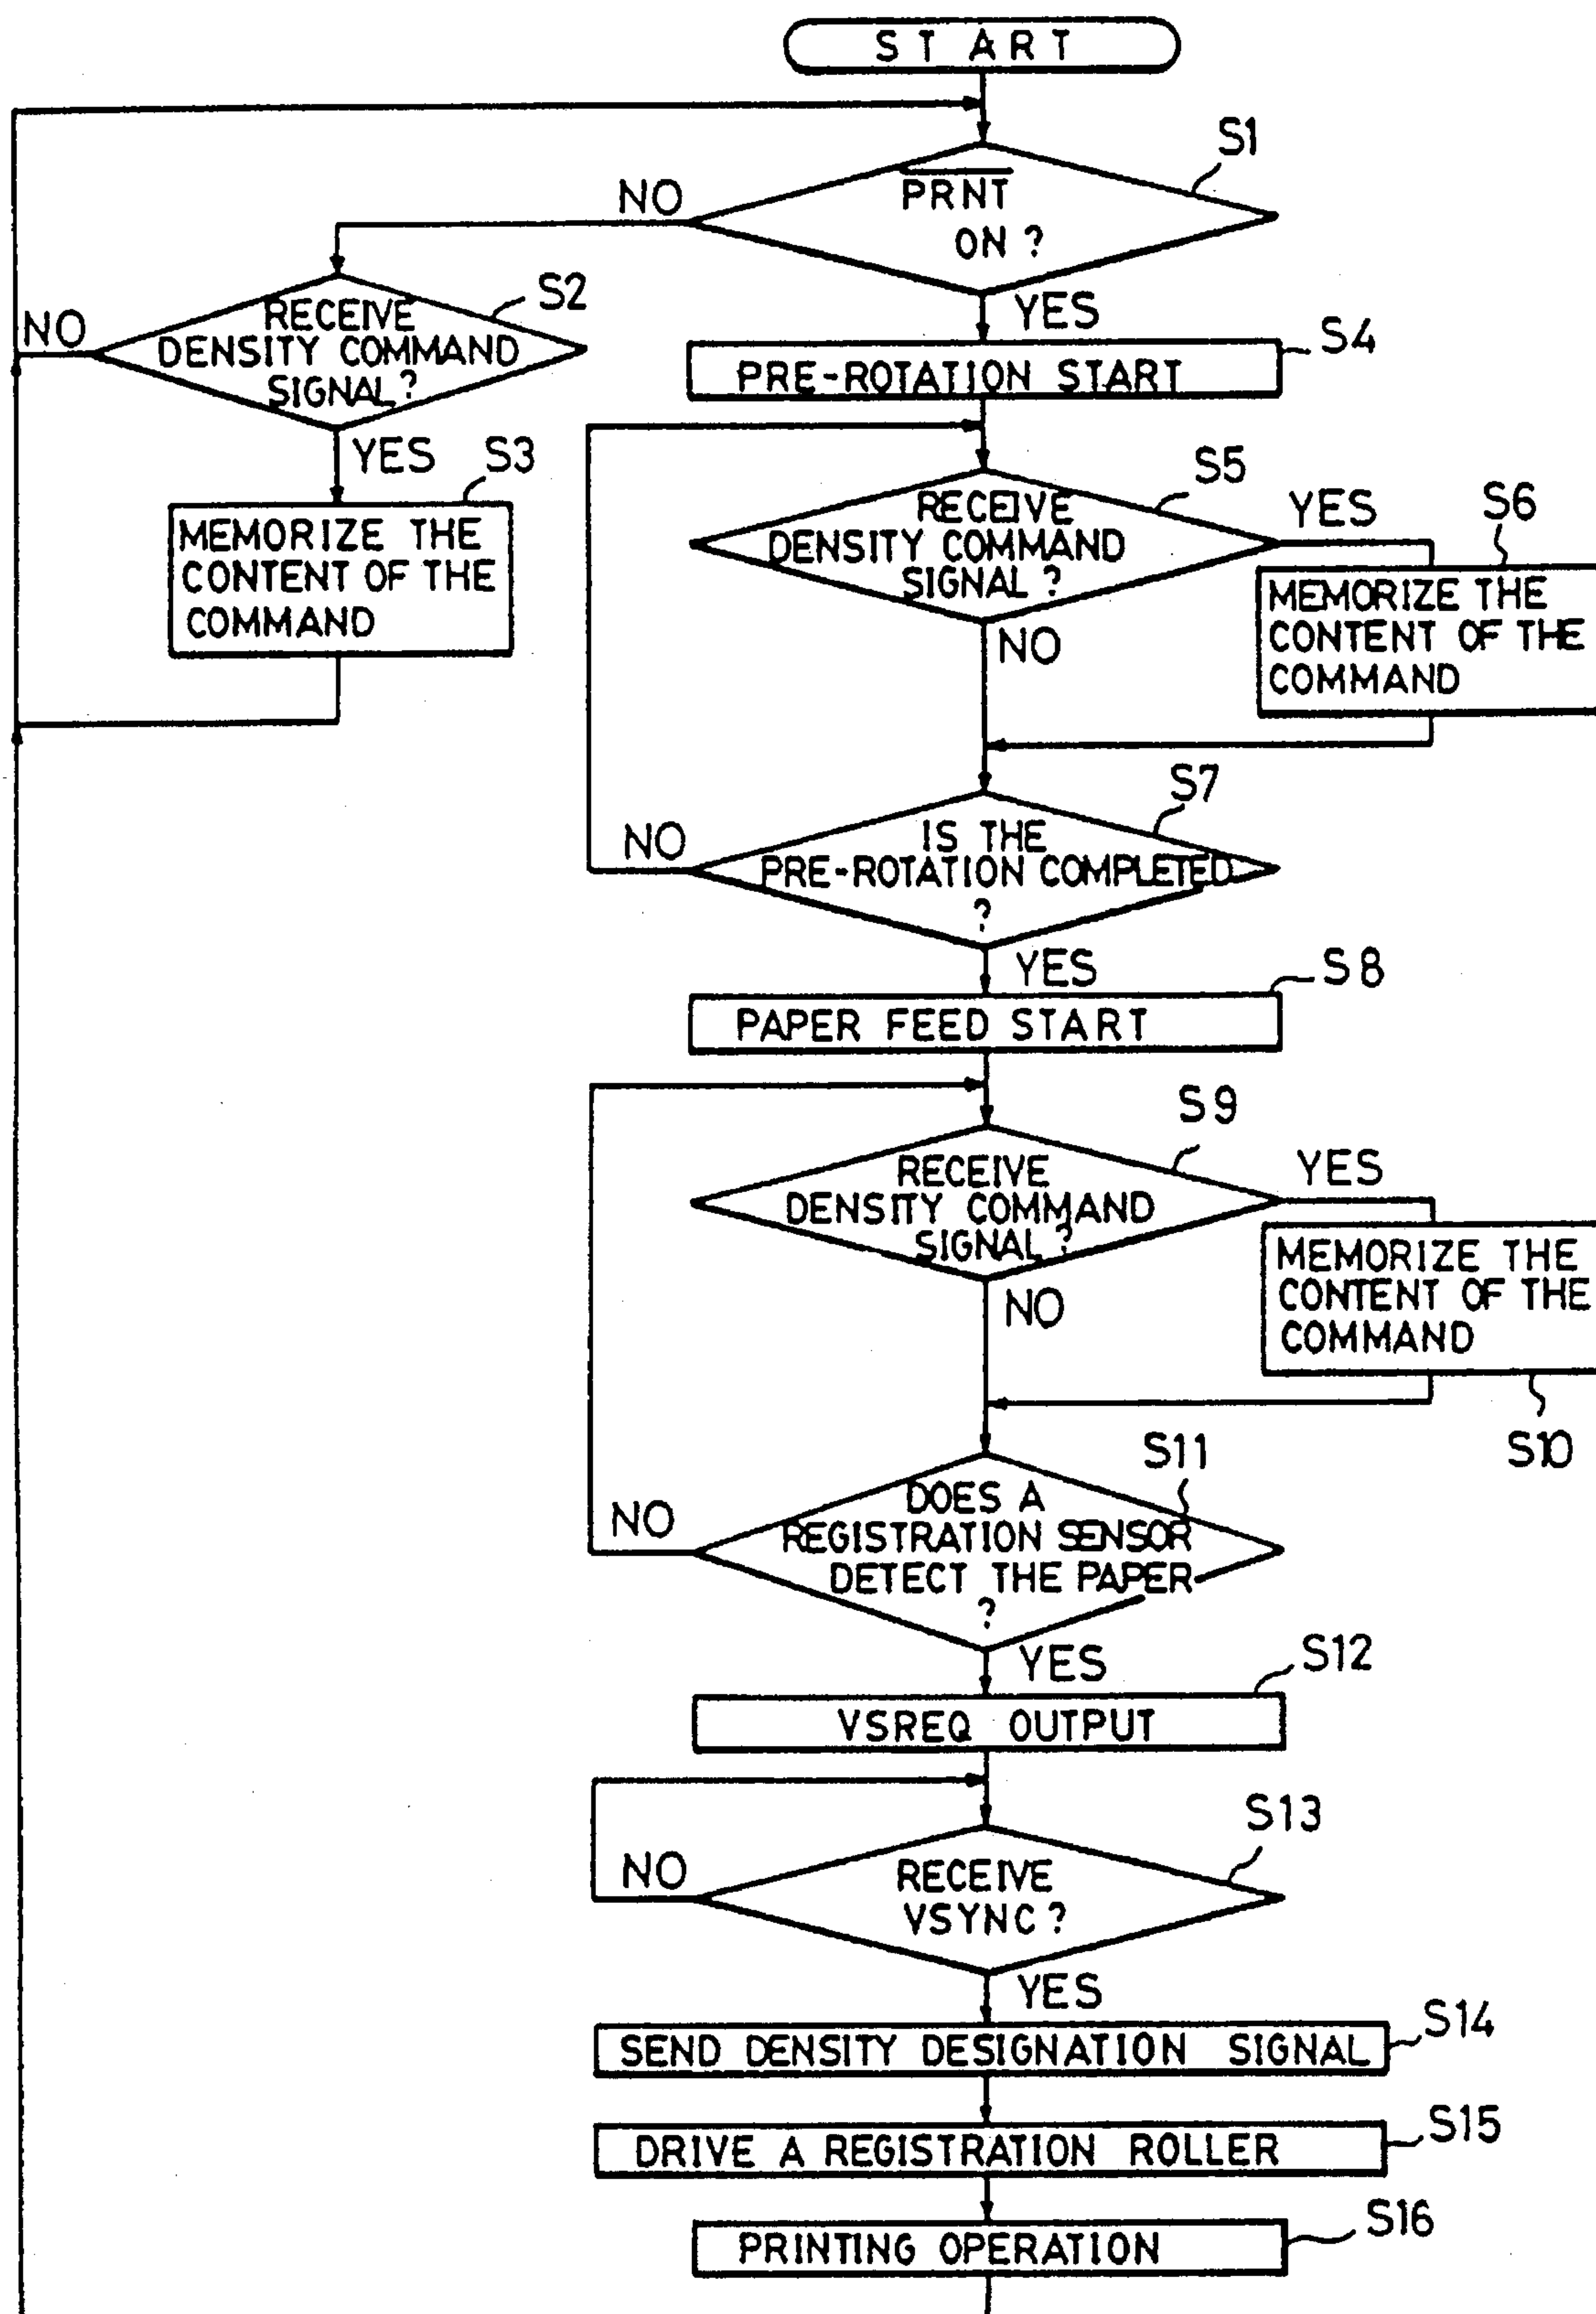 START
S1
PRNT
ON?
NO
YES
S2
RECEIVE
DENSITY COMMAND
SIGNAL?
NO
YES
S3
MEMORIZE THE
CONTENT OF THE
COMMAND
S4
PRE-ROTATION START
S5
RECEIVE
DENSITY COMMAND
SIGNAL?
YES
NO
S6
MEMORIZE THE
CONTENT OF THE
COMMAND
S7
IS THE
PRE-ROTATION COMPLETED
?
NO
YES
S8
PAPER FEED START
S9
RECEIVE
DENSITY COMMAND
SIGNAL?
YES
NO
MEMORIZE THE
CONTENT OF THE
COMMAND
S10
S11
DOES A
REGISTRATION SENSOR
DETECT THE PAPER
?
NO
YES
S12
VSREQ OUTPUT
S13
RECEIVE
VSYNC?
NO
YES
S14
SEND DENSITY DESIGNATION SIGNAL
S15
DRIVE A REGISTRATION ROLLER
S16
PRINTING OPERATION